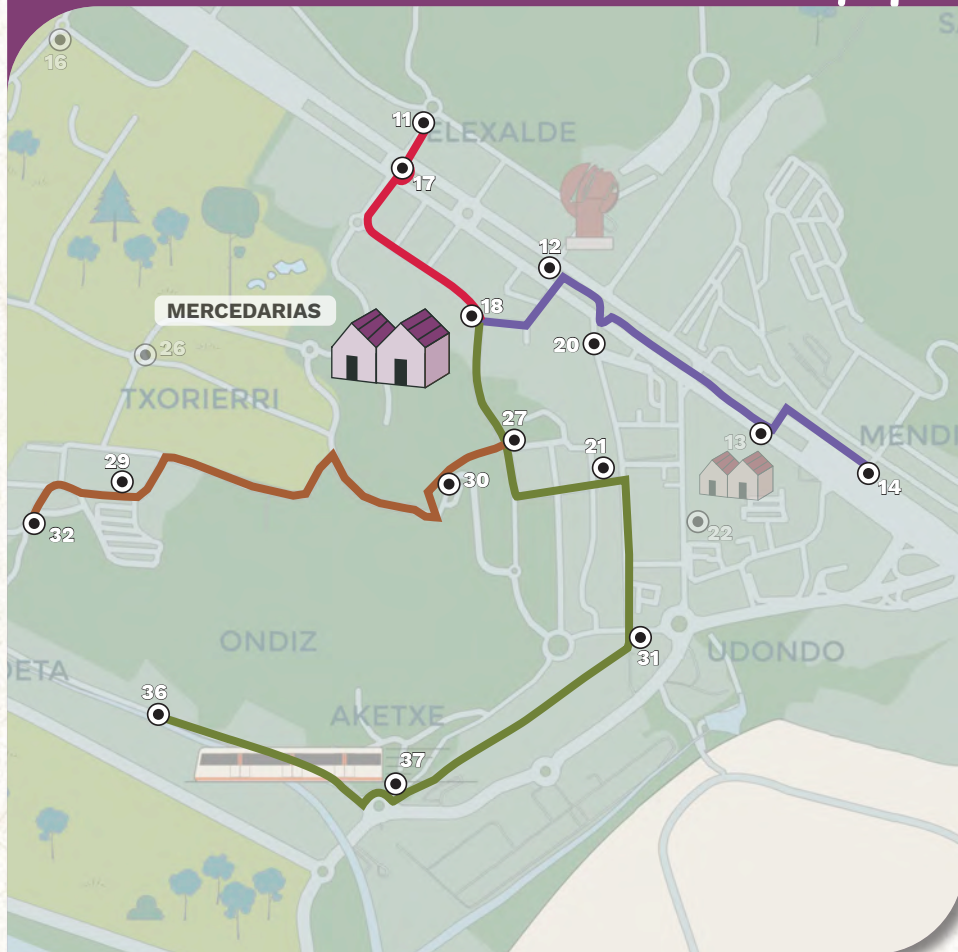 16
11
ELEXALDE
17
12
MERCEDARIAS
18
20
26
TXORIERRI
27
13
MENDI
21
29
30
14
32
22
ONDIZ
31
UDONDO
DETA
36
AKETXE
37